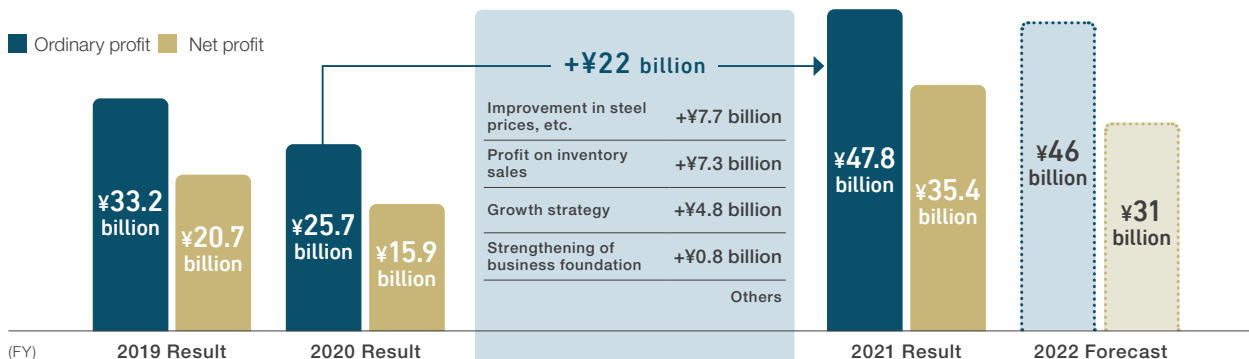 Ordinary profit Net profit
¥33.2
billion
¥20.7
billion
¥25.7
billion
¥15.9
billion
+¥22 billion
Improvement in steel
prices, etc. +¥7.7 billion
Profit on inventory
sales +¥7.3 billion
Growth strategy +¥4.8 billion
Strengthening of
business foundation +¥0.8 billion
Others
¥47.8
billion
¥35.4
billion
¥46
billion
¥31
billion
(FY) 2019 Result 2020 Result 2021 Result 2022 Forecast